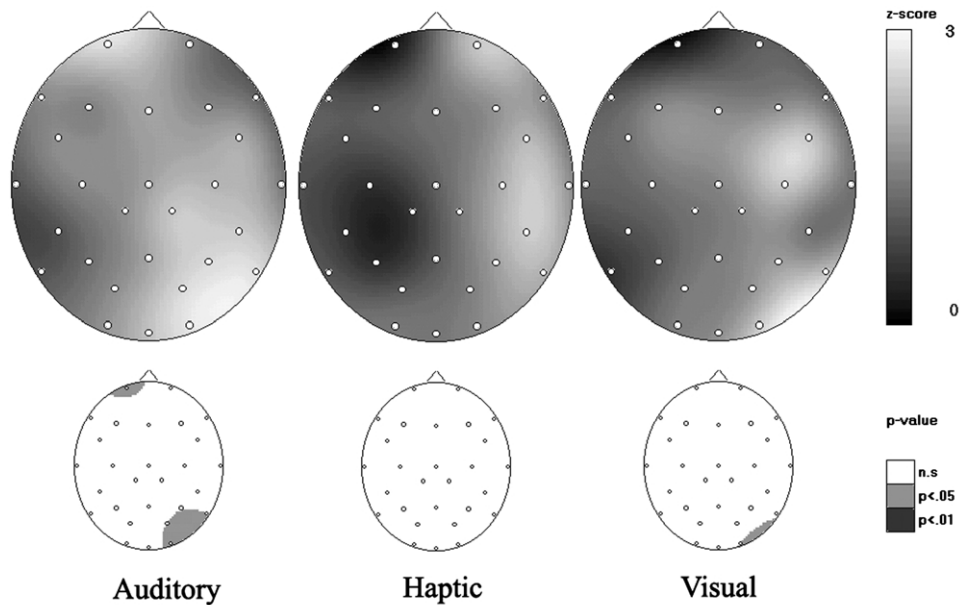 z-score
3
0
p-value
n.s
p<.05
p<.01
Auditory
Haptic
Visual